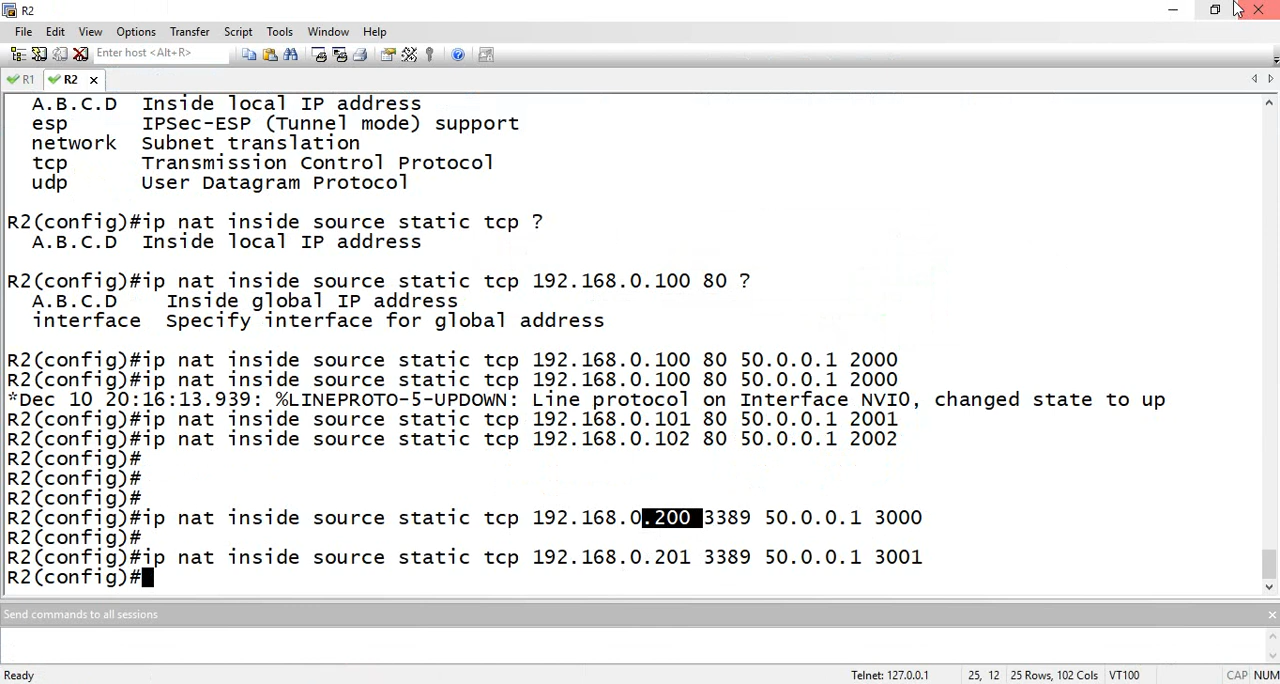 R2
File Edit View Options Transfer Script Tools Window Help
Enter host <Alt+R>
R1 R2
A.B.C.D Inside local IP address
esp IPSec-ESP (Tunnel mode) support
network Subnet translation
tcp Transmission Control Protocol
udp User Datagram Protocol
R2(config)#ip nat inside source static tcp ?
A.B.C.D Inside local IP address
R2(config)#ip nat inside source static tcp 192.168.0.100 80 ?
A.B.C.D Inside global IP address
interface Specify interface for global address
R2(config)#ip nat inside source static tcp 192.168.0.100 80 50.0.0.1 2000
R2(config)#ip nat inside source static tcp 192.168.0.100 80 50.0.0.1 2000
*Dec 10 20:16:13.939: %LINEPROTO-5-UPDOWN: Line protocol on Interface NVI0, changed state to up
R2(config)#ip nat inside source static tcp 192.168.0.101 80 50.0.0.1 2001
R2(config)#ip nat inside source static tcp 192.168.0.102 80 50.0.0.1 2002
R2(config)#
R2(config)#
R2(config)#
R2(config)#ip nat inside source static tcp 192.168.0.200 3389 50.0.0.1 3000
R2(config)#
R2(config)#ip nat inside source static tcp 192.168.0.201 3389 50.0.0.1 3001
R2(config)#
Send commands to all sessions
Ready Telnet: 127.0.0.1 25, 12 25 Rows, 102 Cols VT100 CAP NUM